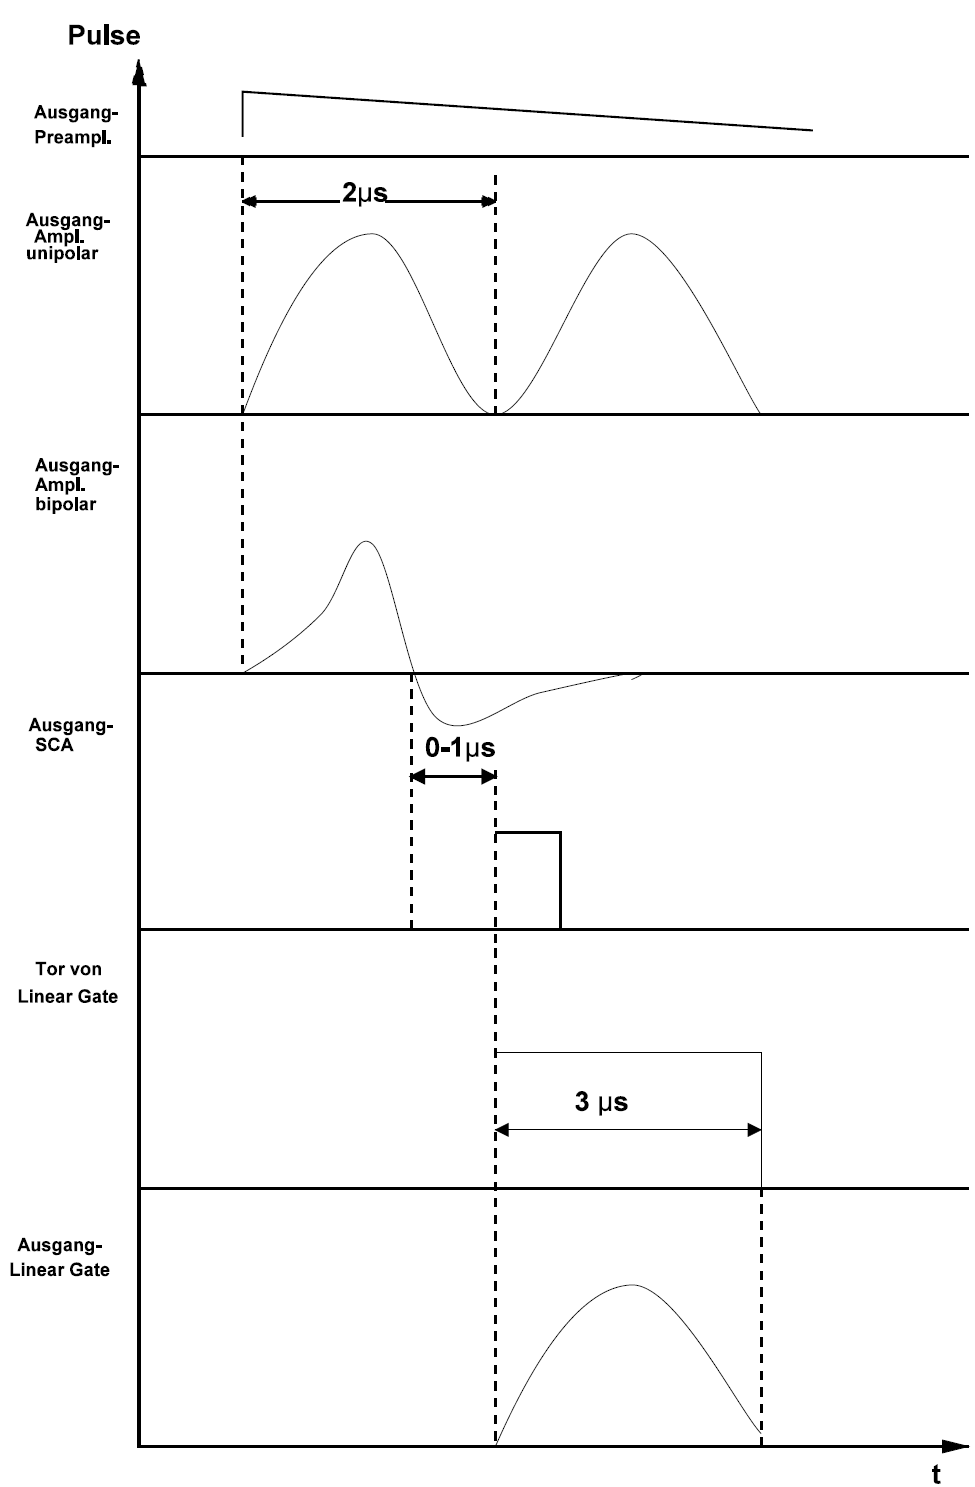 Pulse
Ausgang-
Preampl.
2µs
Ausgang-
Ampl.
unipolar
Ausgang-
Ampl.
bipolar
Ausgang-
SCA
0-1µs
Tor von
Linear Gate
3 µs
Ausgang-
Linear Gate
t